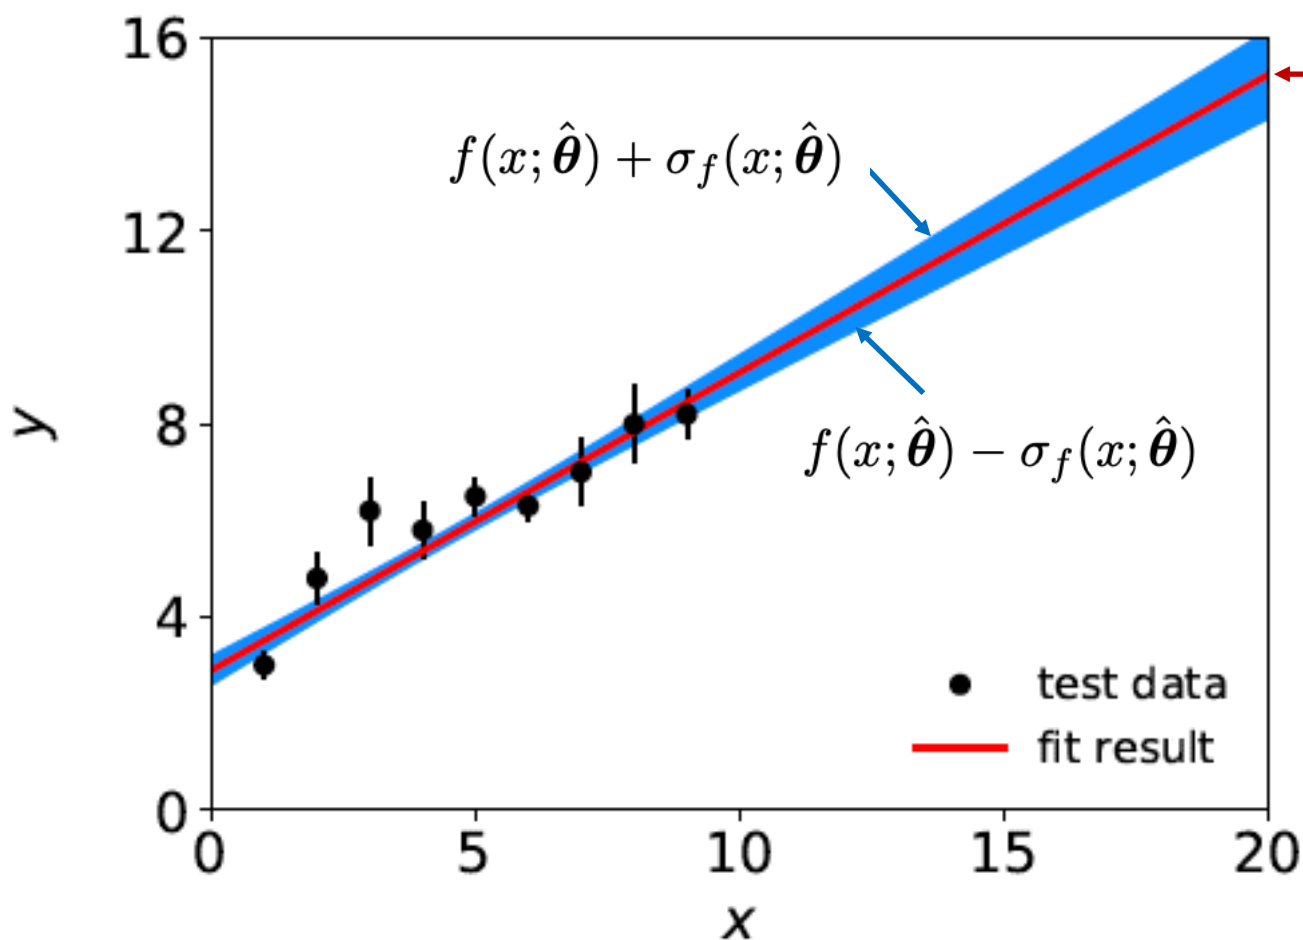 16
f(x; θ̂) + σ_f(x; θ̂)
12
y
8
f(x; θ̂) − σ_f(x; θ̂)
4
test data
fit result
0
0 5 10 15 20
x